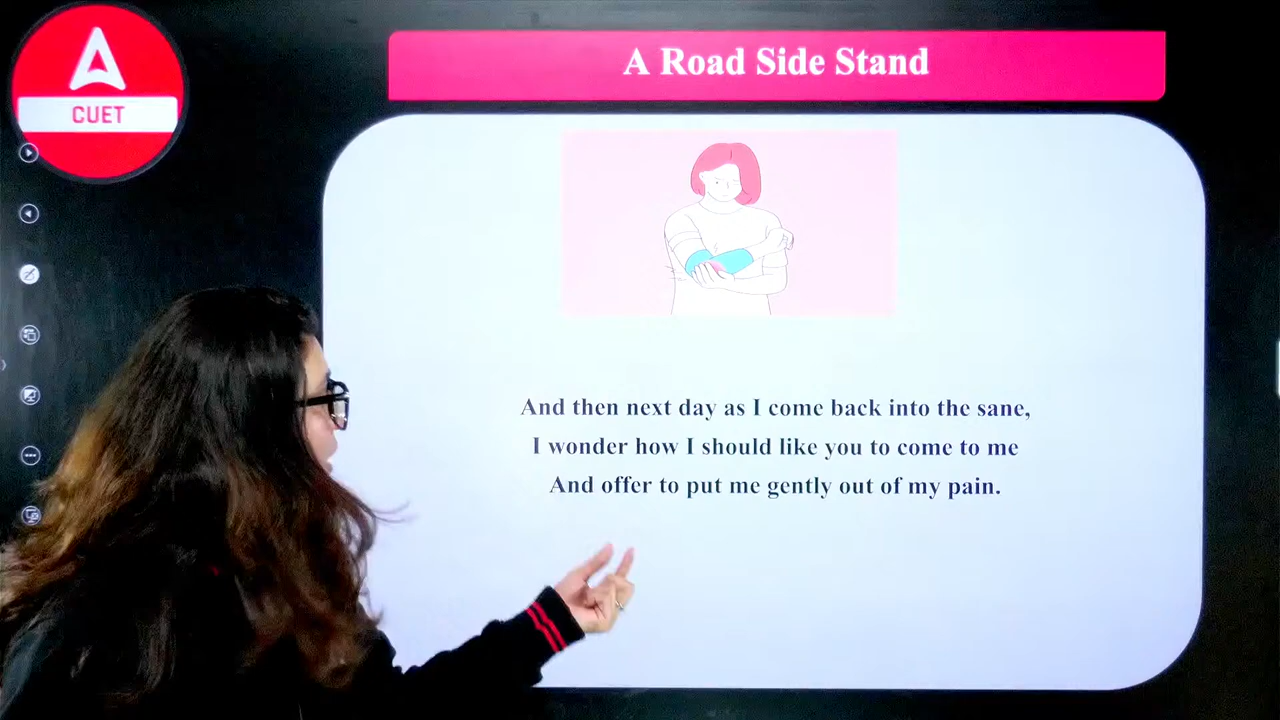 CUET
A Road Side Stand
And then next day as I come back into the sane,
I wonder how I should like you to come to me
And offer to put me gently out of my pain.